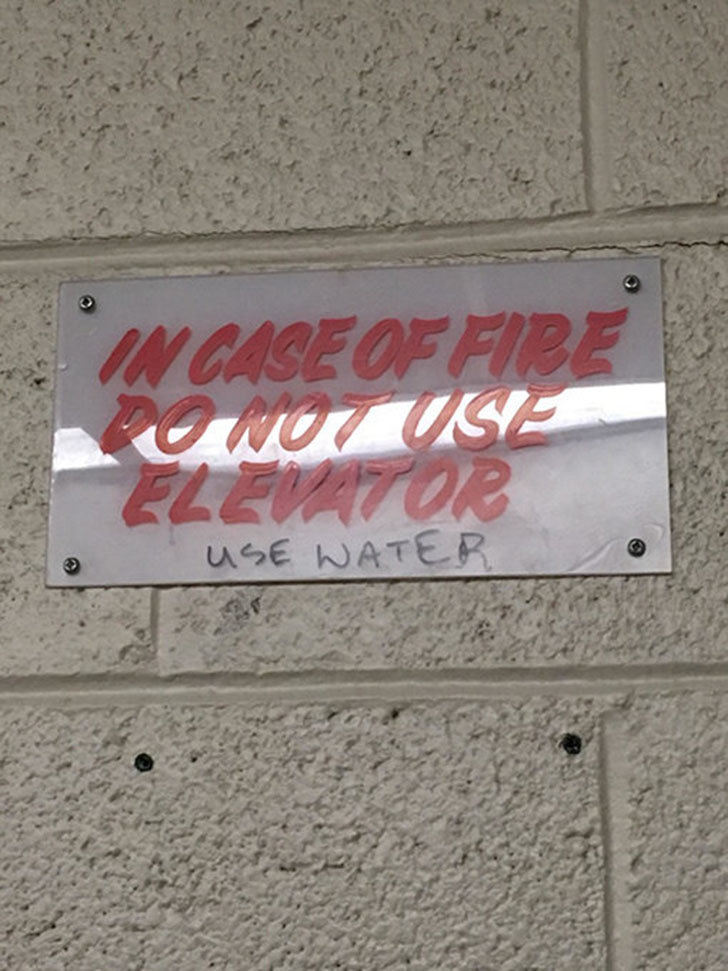 IN CASE OF FIRE
DO NOT USE
ELEVATOR
USE WATER